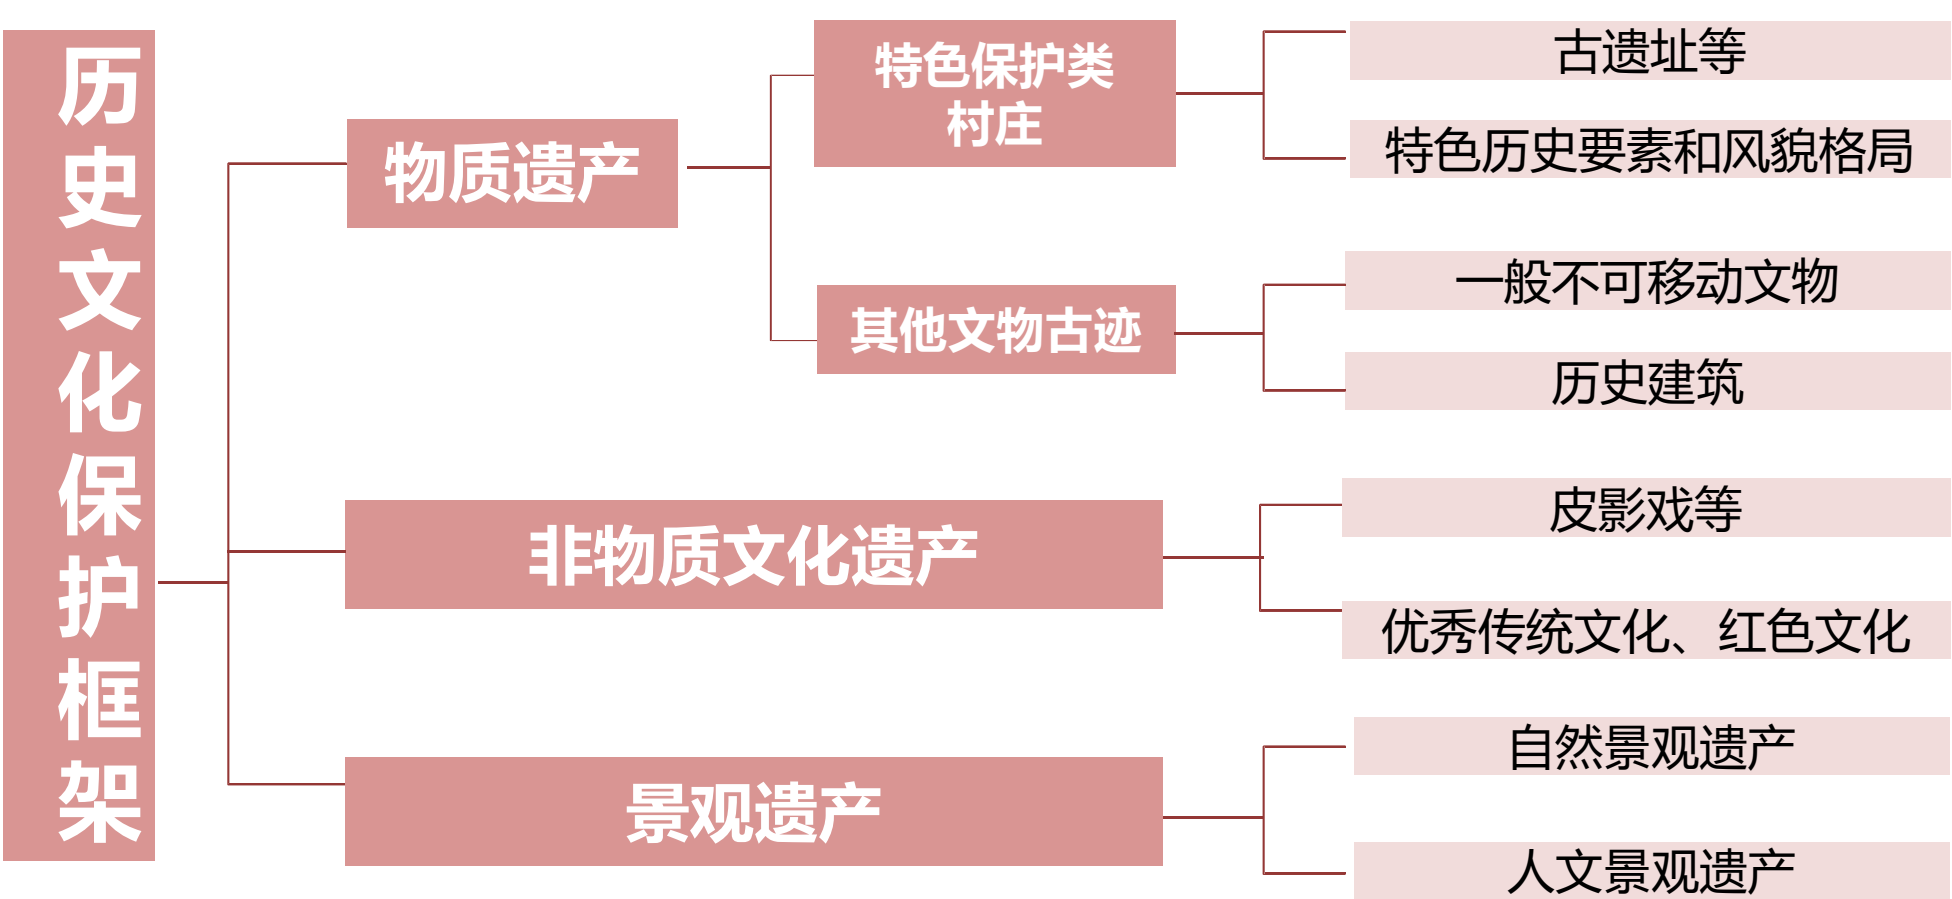 历史文化保护框架
物质遗产
特色保护类
村庄
古遗址等
特色历史要素和风貌格局
其他文物古迹
一般不可移动文物
历史建筑
非物质文化遗产
皮影戏等
优秀传统文化、红色文化
景观遗产
自然景观遗产
人文景观遗产